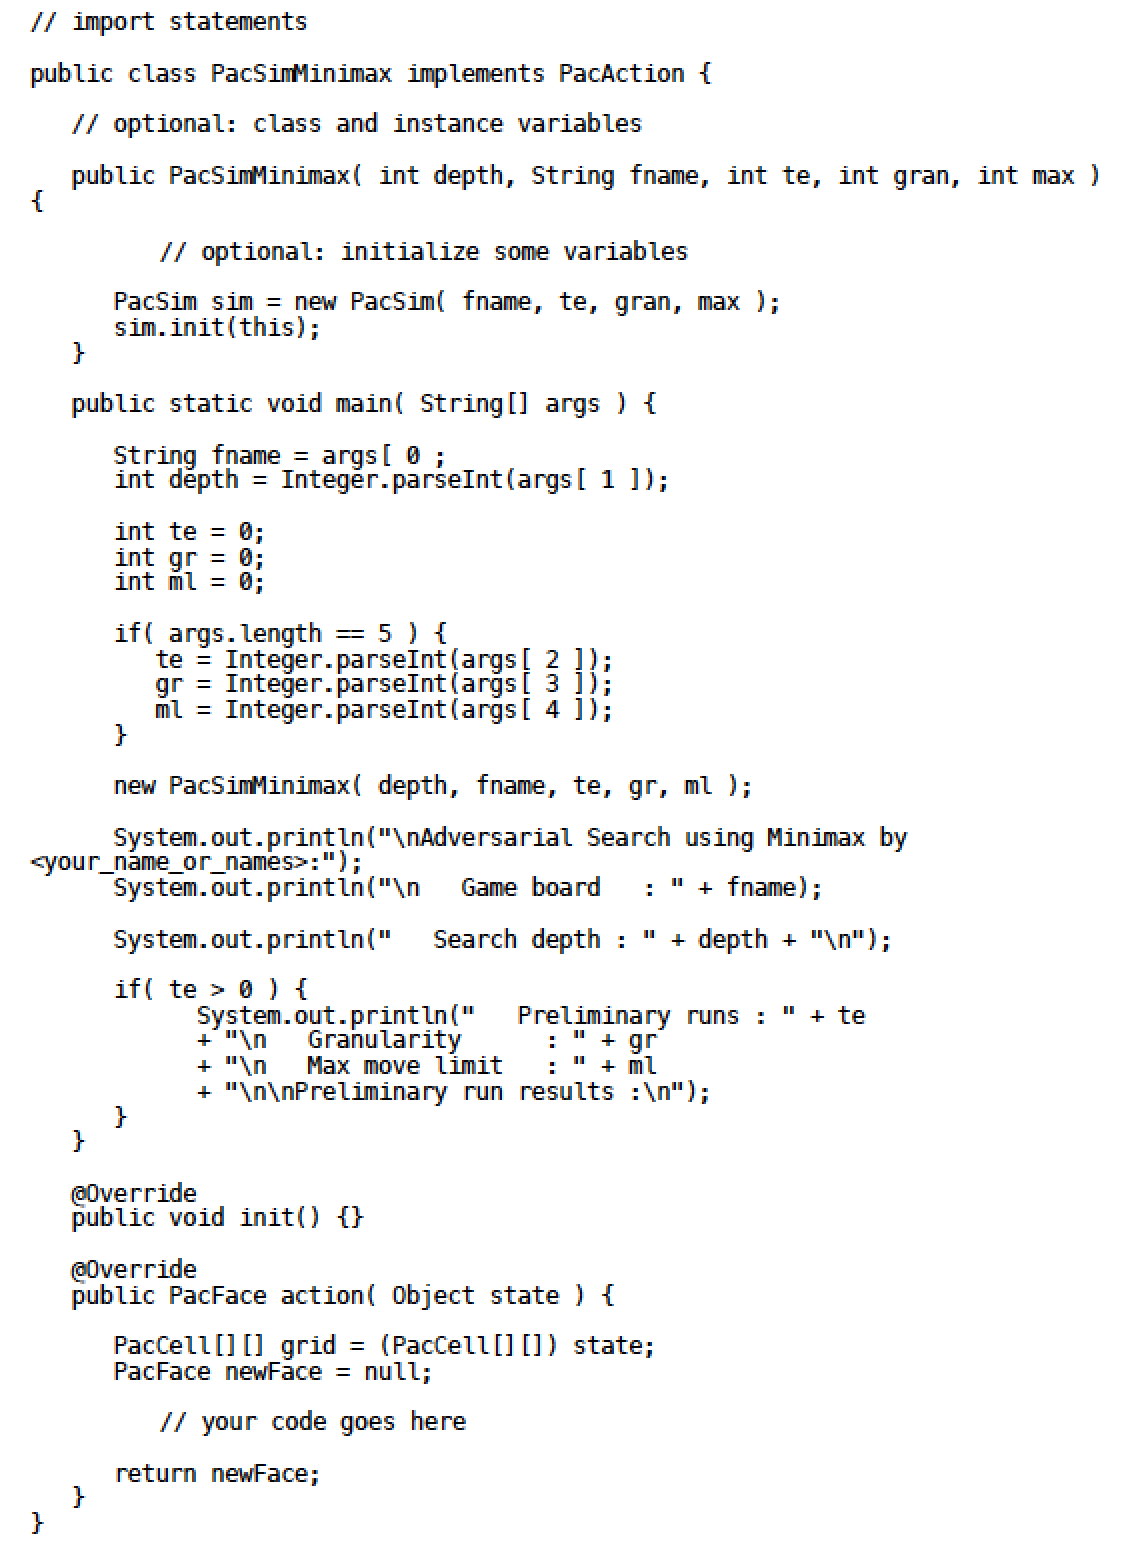 // import statements
public class PacSimMinimax implements PacAction {
// optional: class and instance variables
public PacSimMinimax( int depth, String fname, int te, int gran, int max )
{
// optional: initialize some variables
PacSim sim = new PacSim( fname, te, gran, max );
sim.init(this);
}
public static void main( String[] args ) {
String fname = args[ 0 ;
int depth = Integer.parseInt(args[ 1 ]);
int te = 0;
int gr = 0;
int ml = 0;
if( args.length == 5 ) {
te = Integer.parseInt(args[ 2 ]);
gr = Integer.parseInt(args[ 3 ]);
ml = Integer.parseInt(args[ 4 ]);
}
new PacSimMinimax( depth, fname, te, gr, ml );
System.out.println("\nAdversarial Search using Minimax by
<your_name_or_names>:");
System.out.println("\n   Game board   : " + fname);
System.out.println("   Search depth : " + depth + "\n");
if( te > 0 ) {
System.out.println("   Preliminary runs : " + te
+ "\n   Granularity      : " + gr
+ "\n   Max move limit   : " + ml
+ "\n\nPreliminary run results :\n");
}
}
@Override
public void init() {}
@Override
public PacFace action( Object state ) {
PacCell[][] grid = (PacCell[][]) state;
PacFace newFace = null;
// your code goes here
return newFace;
}
}